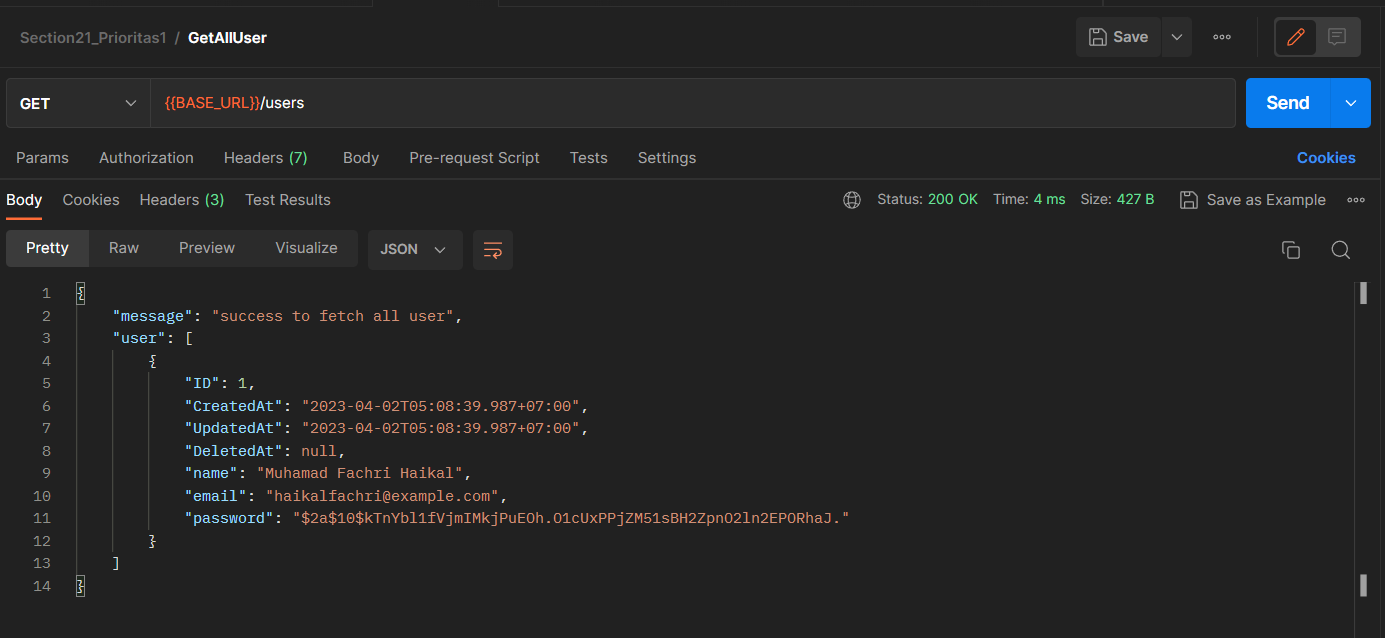 Section21_Prioritas1 / GetAllUser
Save
GET
{{BASE_URL}}/users
Send
Params Authorization Headers (7) Body Pre-request Script Tests Settings Cookies
Body Cookies Headers (3) Test Results Status: 200 OK Time: 4 ms Size: 427 B Save as Example
Pretty Raw Preview Visualize JSON
1 {
2 "message": "success to fetch all user",
3 "user": [
4 {
5 "ID": 1,
6 "CreatedAt": "2023-04-02T05:08:39.987+07:00",
7 "UpdatedAt": "2023-04-02T05:08:39.987+07:00",
8 "DeletedAt": null,
9 "name": "Muhamad Fachri Haikal",
10 "email": "haikalfachri@example.com",
11 "password": "$2a$10$kTnYbl1fVjmIMkjPuEOh.O1cUxPPjZM51sBH2ZpnO2ln2EPORhaJ."
12 }
13 ]
14 }